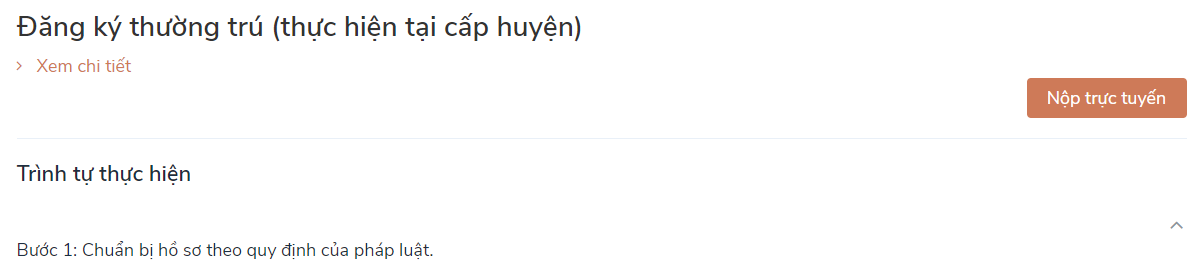 Đăng ký thường trú (thực hiện tại cấp huyện)
Xem chi tiết
Nộp trực tuyến
Trình tự thực hiện
Bước 1: Chuẩn bị hồ sơ theo quy định của pháp luật.